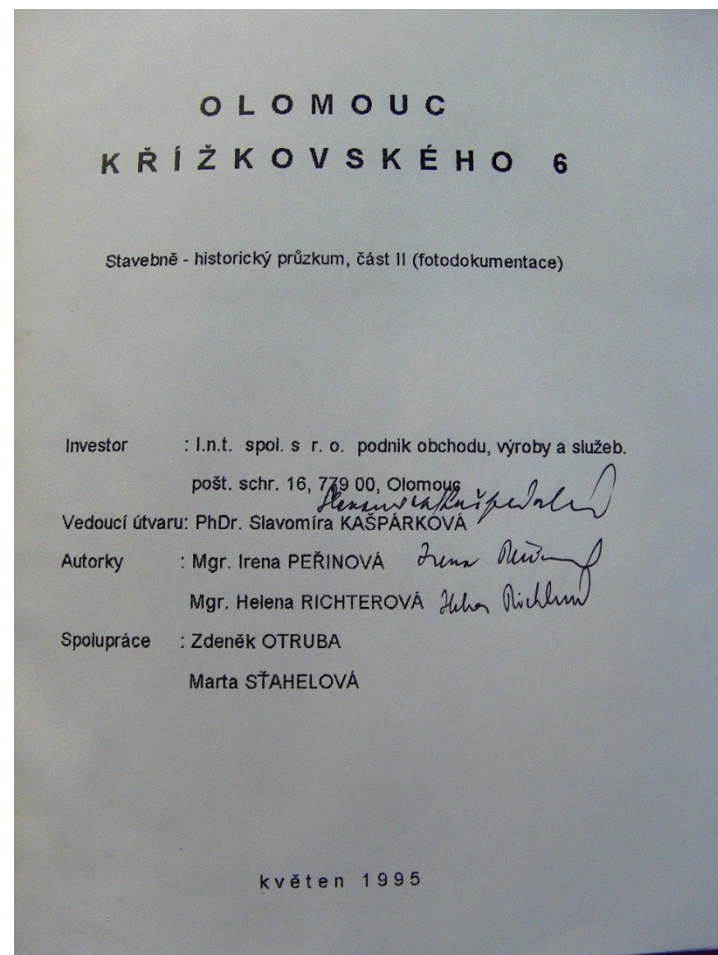 OLOMOUC
KŘÍŽKOVSKÉHO 6
Stavebně - historický průzkum, část II (fotodokumentace)
Investor : I.n.t. spol. s r. o. podnik obchodu, výroby a služeb.
pošt. schr. 16, 779 00, Olomouc
Vedoucí útvaru: PhDr. Slavomíra KAŠPÁRKOVÁ
Autorky : Mgr. Irena PEŘINOVÁ Irena
Mgr. Helena RICHTEROVÁ
Spolupráce : Zdeněk OTRUBA
Marta SŤAHELOVÁ
květen 1995